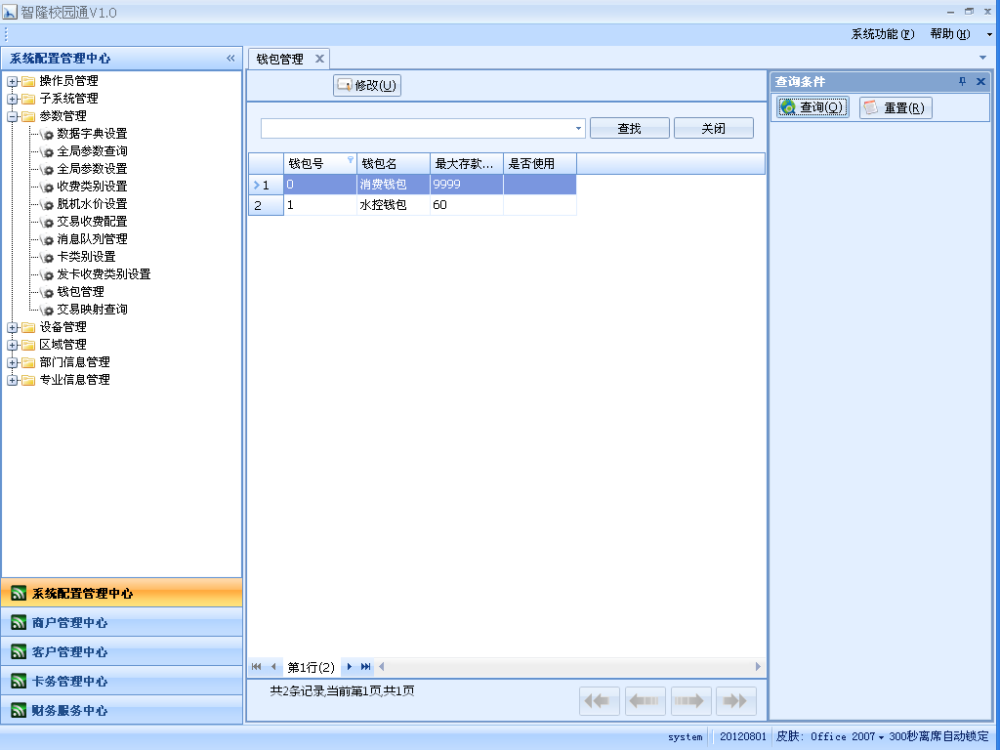 智隆校园通V1.0
系统功能(F) 帮助(H)
系统配置管理中心 «
操作员管理
子系统管理
参数管理
数据字典设置
全局参数查询
全局参数设置
收费类别设置
脱机水价设置
交易收费配置
消息队列管理
卡类别设置
发卡收费类别设置
钱包管理
交易映射查询
设备管理
区域管理
部门信息管理
专业信息管理
系统配置管理中心
商户管理中心
客户管理中心
卡务管理中心
财务服务中心
钱包管理
修改(U)
查找 关闭
钱包号 钱包名 最大存款... 是否使用
1 0 消费钱包 9999
2 1 水控钱包 60
第1行(2)
共2条记录,当前第1页,共1页
查询条件
查询(Q) 重置(R)
system 20120801 皮肤: Office 2007 300秒离席自动锁定